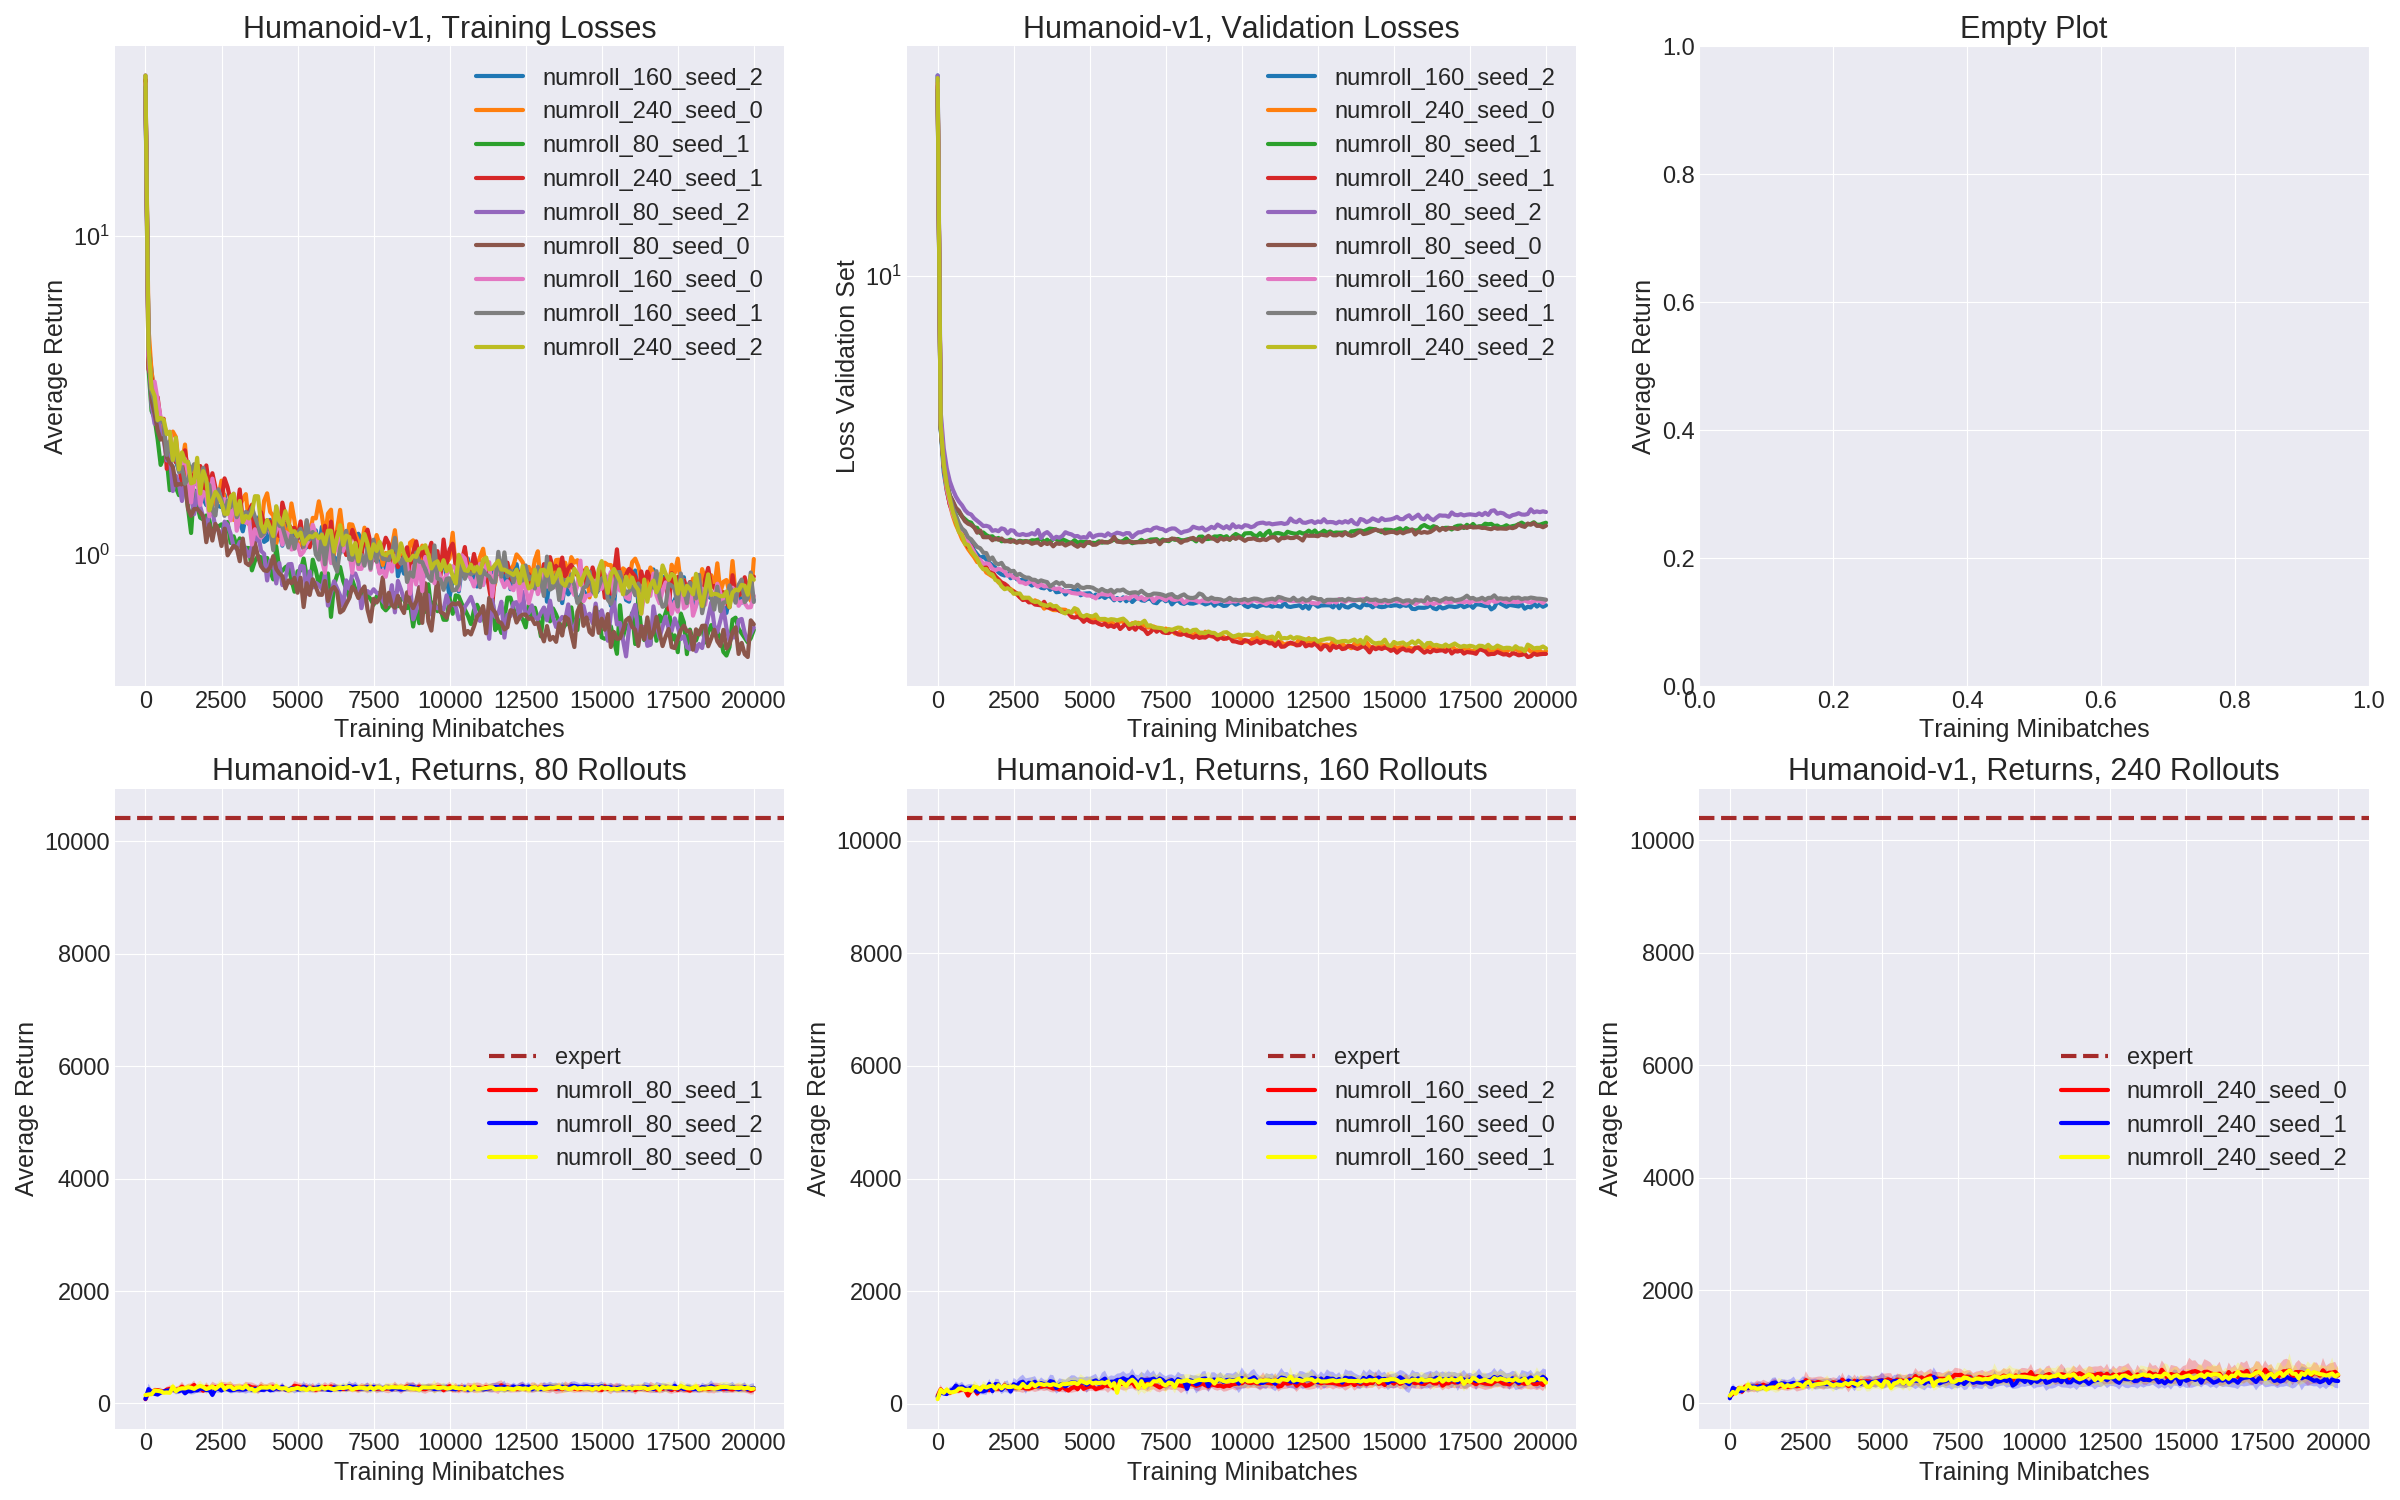 Humanoid-v1, Training Losses
Average Return
10^1
10^0
numroll_160_seed_2
numroll_240_seed_0
numroll_80_seed_1
numroll_240_seed_1
numroll_80_seed_2
numroll_80_seed_0
numroll_160_seed_0
numroll_160_seed_1
numroll_240_seed_2
0 2500 5000 7500 10000 12500 15000 17500 20000
Training Minibatches
Humanoid-v1, Validation Losses
Loss Validation Set
10^1
numroll_160_seed_2
numroll_240_seed_0
numroll_80_seed_1
numroll_240_seed_1
numroll_80_seed_2
numroll_80_seed_0
numroll_160_seed_0
numroll_160_seed_1
numroll_240_seed_2
0 2500 5000 7500 10000 12500 15000 17500 20000
Training Minibatches
Empty Plot
Average Return
1.0
0.8
0.6
0.4
0.2
0.0
0.0 0.2 0.4 0.6 0.8 1.0
Training Minibatches
Humanoid-v1, Returns, 80 Rollouts
Average Return
10000
8000
6000
4000
2000
0
expert
numroll_80_seed_1
numroll_80_seed_2
numroll_80_seed_0
0 2500 5000 7500 10000 12500 15000 17500 20000
Training Minibatches
Humanoid-v1, Returns, 160 Rollouts
Average Return
10000
8000
6000
4000
2000
0
expert
numroll_160_seed_2
numroll_160_seed_0
numroll_160_seed_1
0 2500 5000 7500 10000 12500 15000 17500 20000
Training Minibatches
Humanoid-v1, Returns, 240 Rollouts
Average Return
10000
8000
6000
4000
2000
0
expert
numroll_240_seed_0
numroll_240_seed_1
numroll_240_seed_2
0 2500 5000 7500 10000 12500 15000 17500 20000
Training Minibatches